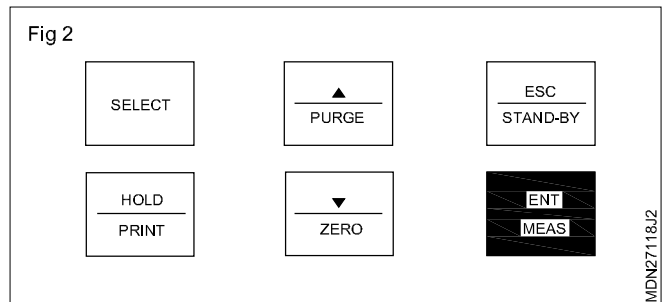 Fig 2
SELECT
▲
PURGE
ESC
STAND-BY
HOLD
PRINT
▼
ZERO
ENT
MEAS
MDN27118J2